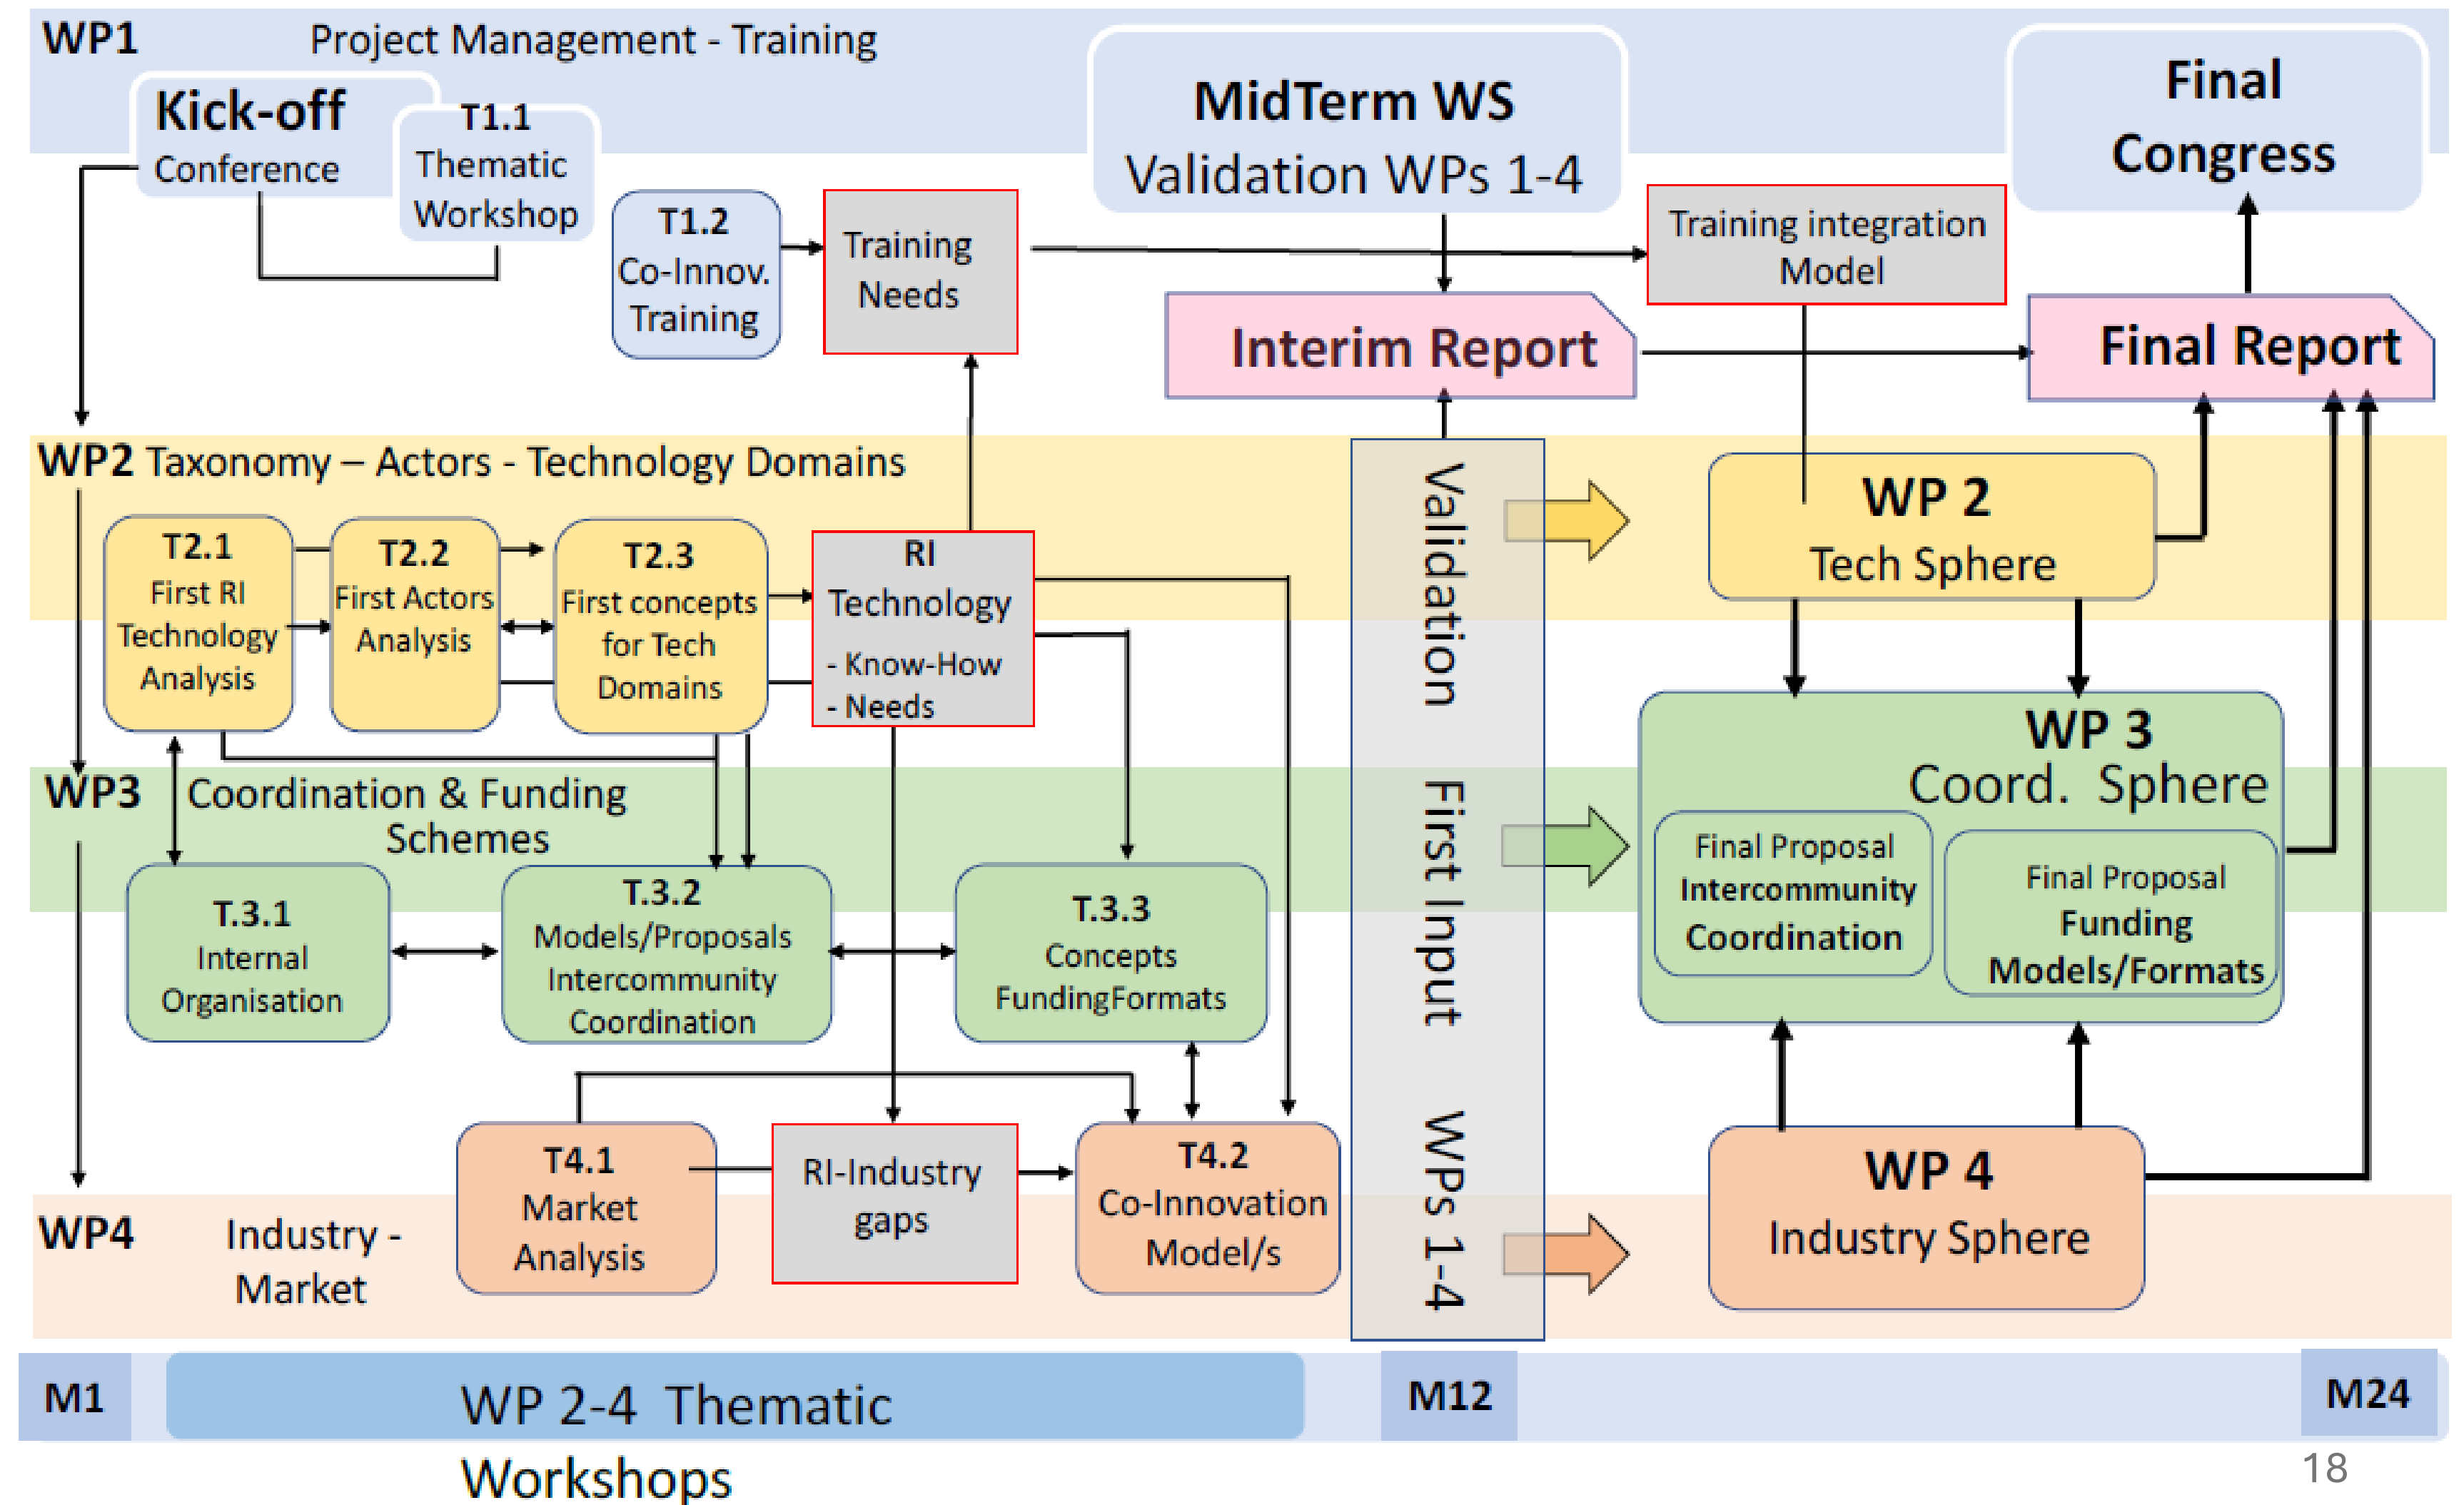 WP1 Project Management - Training
Kick-off
Conference
T1.1
Thematic
Workshop
T1.2
Co-Innov.
Training
Training
Needs
MidTerm WS
Validation WPs 1-4
Training integration
Model
Final
Congress
Interim Report
Final Report
WP2 Taxonomy – Actors - Technology Domains
T2.1
First RI
Technology
Analysis
T2.2
First Actors
Analysis
T2.3
First concepts
for Tech
Domains
RI
Technology
- Know-How
- Needs
WP 2
Tech Sphere
WP3 Coordination & Funding
Schemes
T.3.1
Internal
Organisation
T.3.2
Models/Proposals
Intercommunity
Coordination
T.3.3
Concepts
FundingFormats
WP 3
Coord. Sphere
Final Proposal
Intercommunity
Coordination
Final Proposal
Funding
Models/Formats
WP4 Industry -
Market
T4.1
Market
Analysis
RI-Industry
gaps
T4.2
Co-Innovation
Model/s
Validation First Input WPs 1-4
WP 4
Industry Sphere
M1
WP 2-4 Thematic
Workshops
M12
M24
18